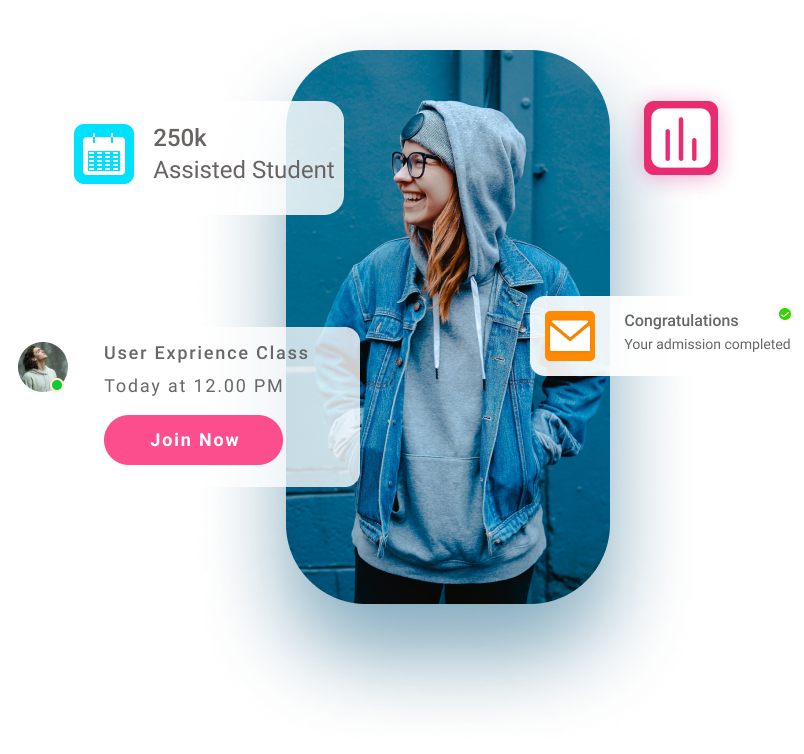 250k
Assisted Student
Congratulations
Your admission completed
User Exprience Class
Today at 12.00 PM
Join Now